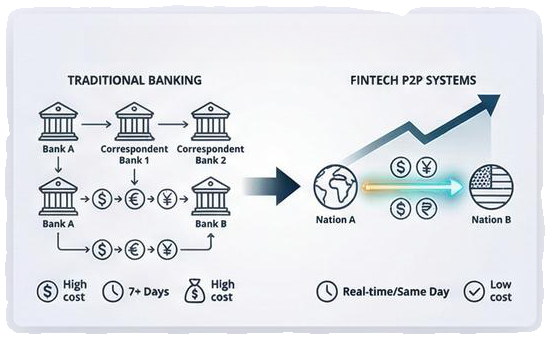 TRADITIONAL BANKING
Bank A
Correspondent
Bank 1
Correspondent
Bank 2
Bank A
$ € ¥
Bank B
$ € ¥
$ High
cost
7+ Days
$ High
cost
FINTECH P2P SYSTEMS
$ ¥
Nation A
Nation B
$ ₹
Real-time/Same Day
Low
cost